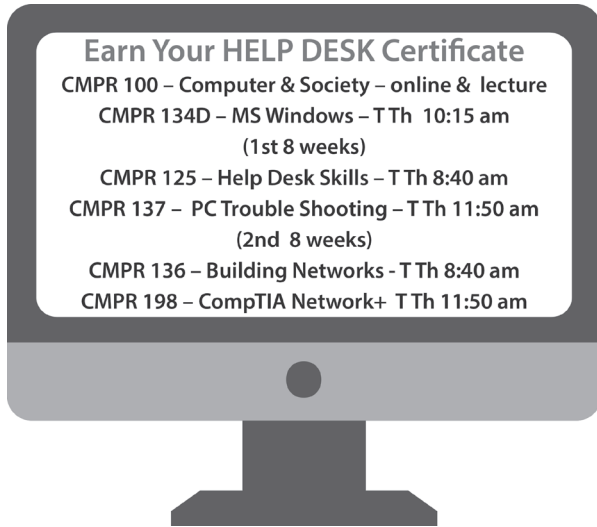 Earn Your HELP DESK Certificate
CMPR 100 – Computer & Society – online & lecture
CMPR 134D – MS Windows – T Th 10:15 am
(1st 8 weeks)
CMPR 125 – Help Desk Skills – T Th 8:40 am
CMPR 137 – PC Trouble Shooting – T Th 11:50 am
(2nd 8 weeks)
CMPR 136 – Building Networks - T Th 8:40 am
CMPR 198 – CompTIA Network+ T Th 11:50 am